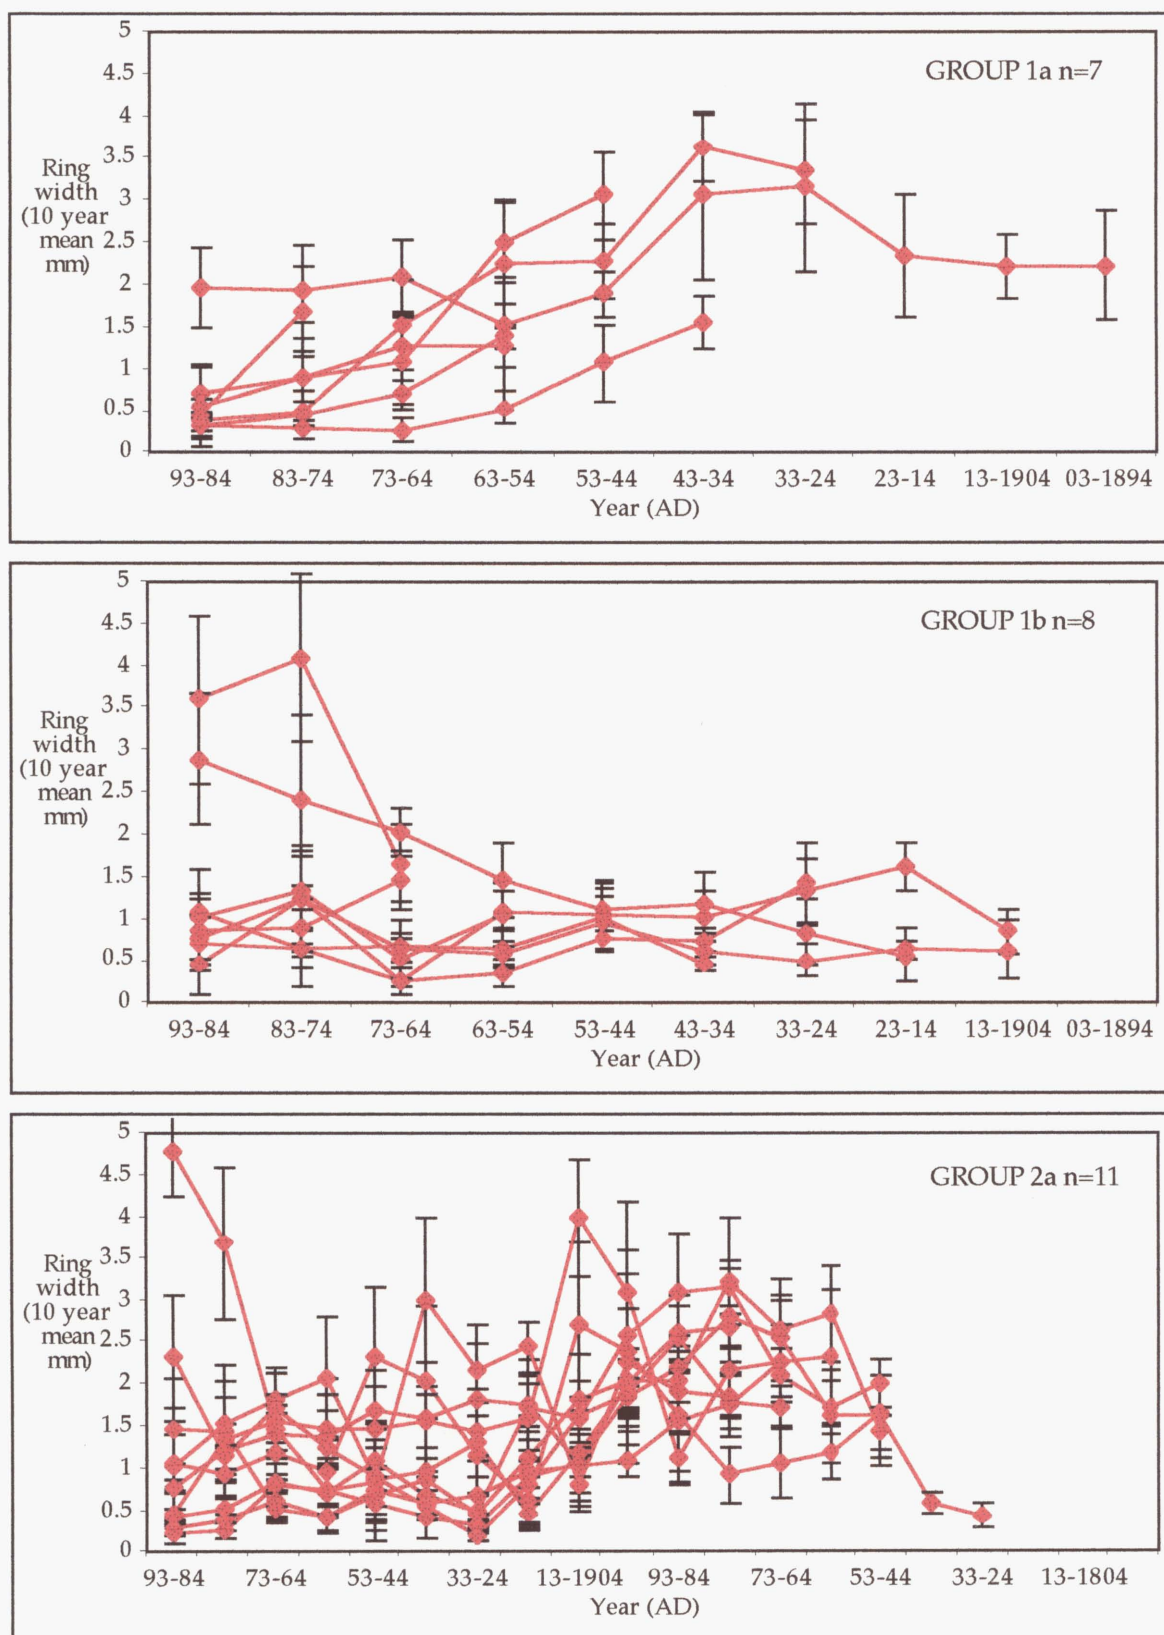 5
4.5
GROUP 1a n=7
4
Ring 3.5
width 3
(10 year 2.5
mean 2
mm) 1.5
1
0.5
0
93-84 83-74 73-64 63-54 53-44 43-34 33-24 23-14 13-1904 03-1894
Year (AD)
5
4.5
GROUP 1b n=8
4
Ring 3.5
width 3
(10 year 2.5
mean
mm) 2
1.5
1
0.5
0
93-84 83-74 73-64 63-54 53-44 43-34 33-24 23-14 13-1904 03-1894
Year (AD)
5
4.5
GROUP 2a n=11
4
Ring 3.5
width 3
(10 year 2.5
mean
mm) 2
1.5
1
0.5
0
93-84 73-64 53-44 33-24 13-1904 93-84 73-64 53-44 33-24 13-1804
Year (AD)